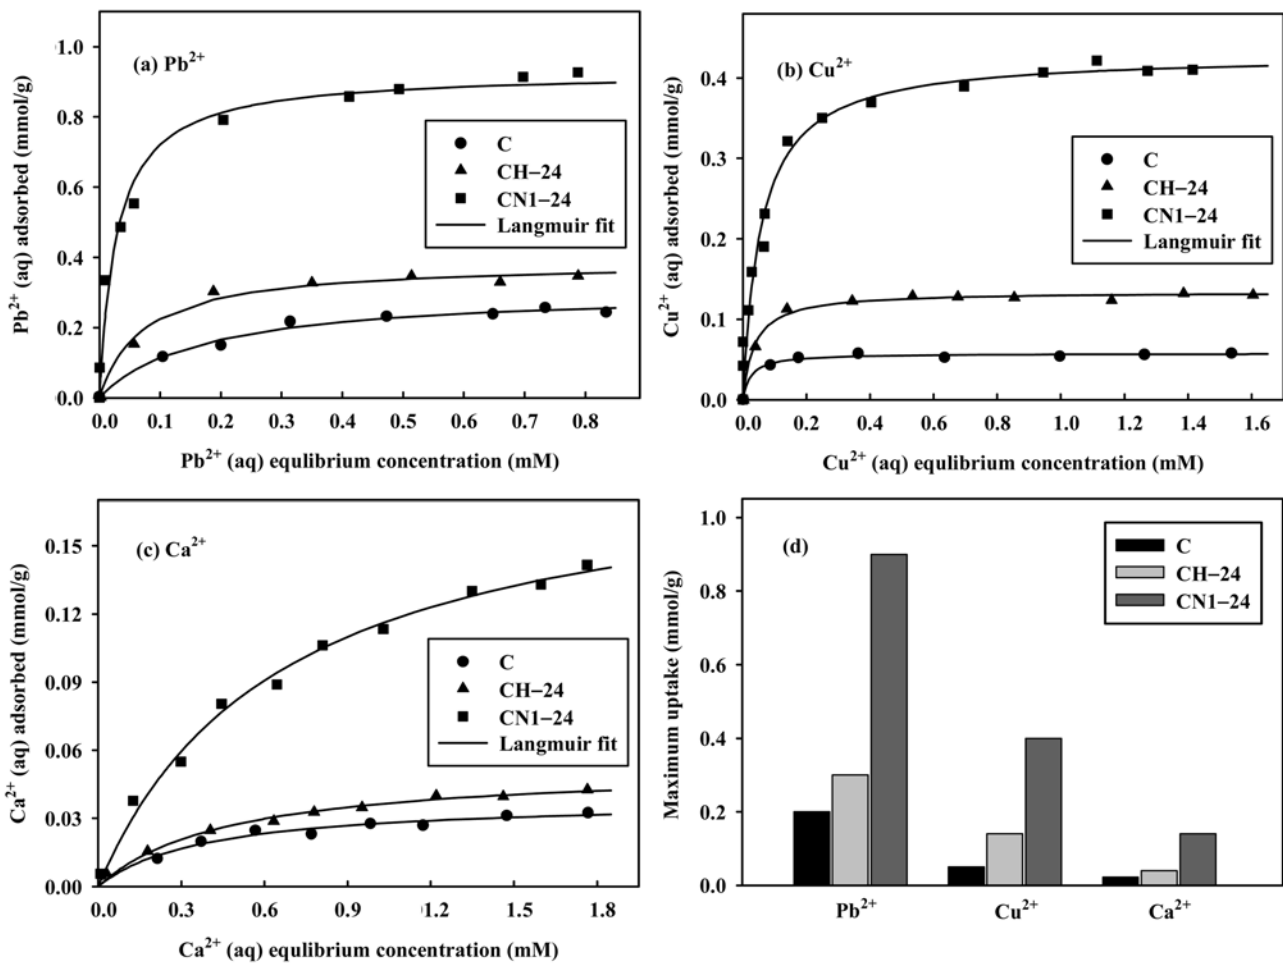 (a) Pb²⁺
Pb²⁺ (aq) adsorbed (mmol/g)
1.0
0.8
0.6
0.4
0.2
0.0
C
CH−24
CN1−24
Langmuir fit
0.0 0.1 0.2 0.3 0.4 0.5 0.6 0.7 0.8
Pb²⁺ (aq) equlibrium concentration (mM)
(b) Cu²⁺
Cu²⁺ (aq) adsorbed (mmol/g)
0.4
0.3
0.2
0.1
0.0
C
CH−24
CN1−24
Langmuir fit
0.0 0.2 0.4 0.6 0.8 1.0 1.2 1.4 1.6
Cu²⁺ (aq) equlibrium concentration (mM)
(c) Ca²⁺
Ca²⁺ (aq) adsorbed (mmol/g)
0.15
0.12
0.09
0.06
0.03
0.00
C
CH−24
CN1−24
Langmuir fit
0.0 0.3 0.6 0.9 1.2 1.5 1.8
Ca²⁺ (aq) equlibrium concentration (mM)
(d)
Maximum uptake (mmol/g)
1.0
0.8
0.6
0.4
0.2
0.0
C
CH−24
CN1−24
Pb²⁺ Cu²⁺ Ca²⁺